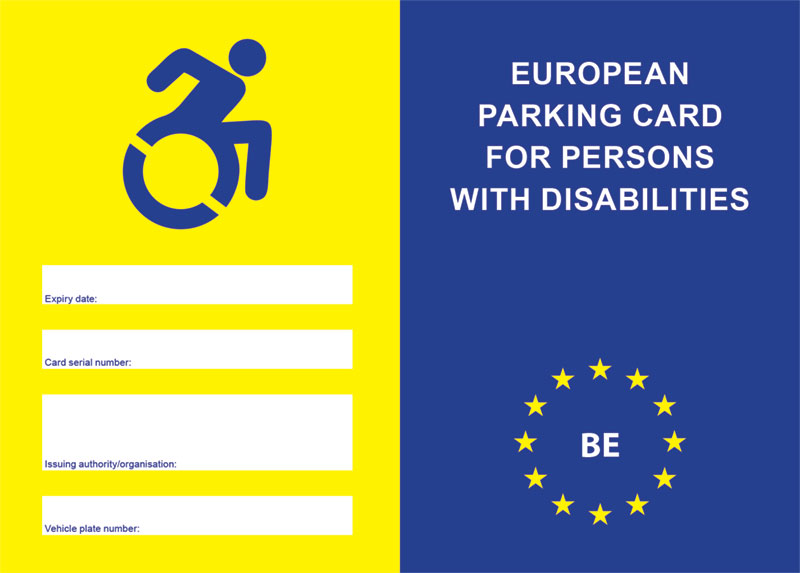 Expiry date:
Card serial number:
Issuing authority/organisation:
Vehicle plate number:
EUROPEAN
PARKING CARD
FOR PERSONS
WITH DISABILITIES
BE